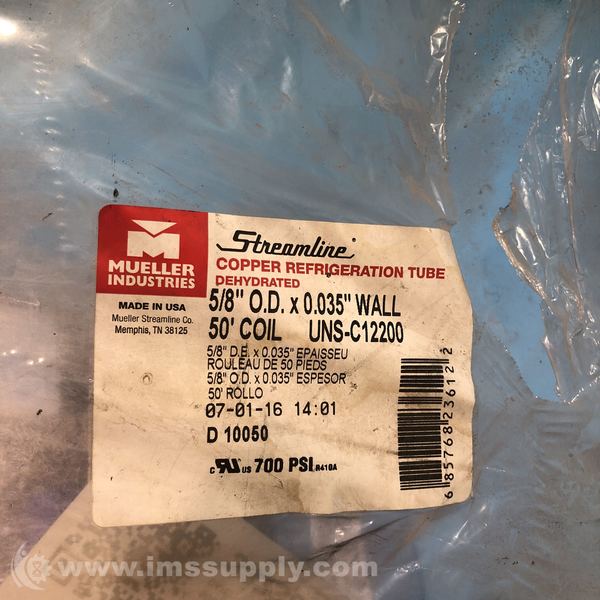 MUELLER
INDUSTRIES
MADE IN USA
Mueller Streamline Co.
Memphis, TN 38125
Streamline®
COPPER REFRIGERATION TUBE
DEHYDRATED
5/8" O.D. x 0.035" WALL
50' COIL UNS-C12200
5/8" D.E. x 0.035" EPAISSEU
ROULEAU DE 50 PIEDS
5/8" O.D. x 0.035" ESPESOR
50' ROLLO
07-01-16 14:01
D 10050
c RU us 700 PSI R410A
6 85768 23612 2
www.imssupply.com